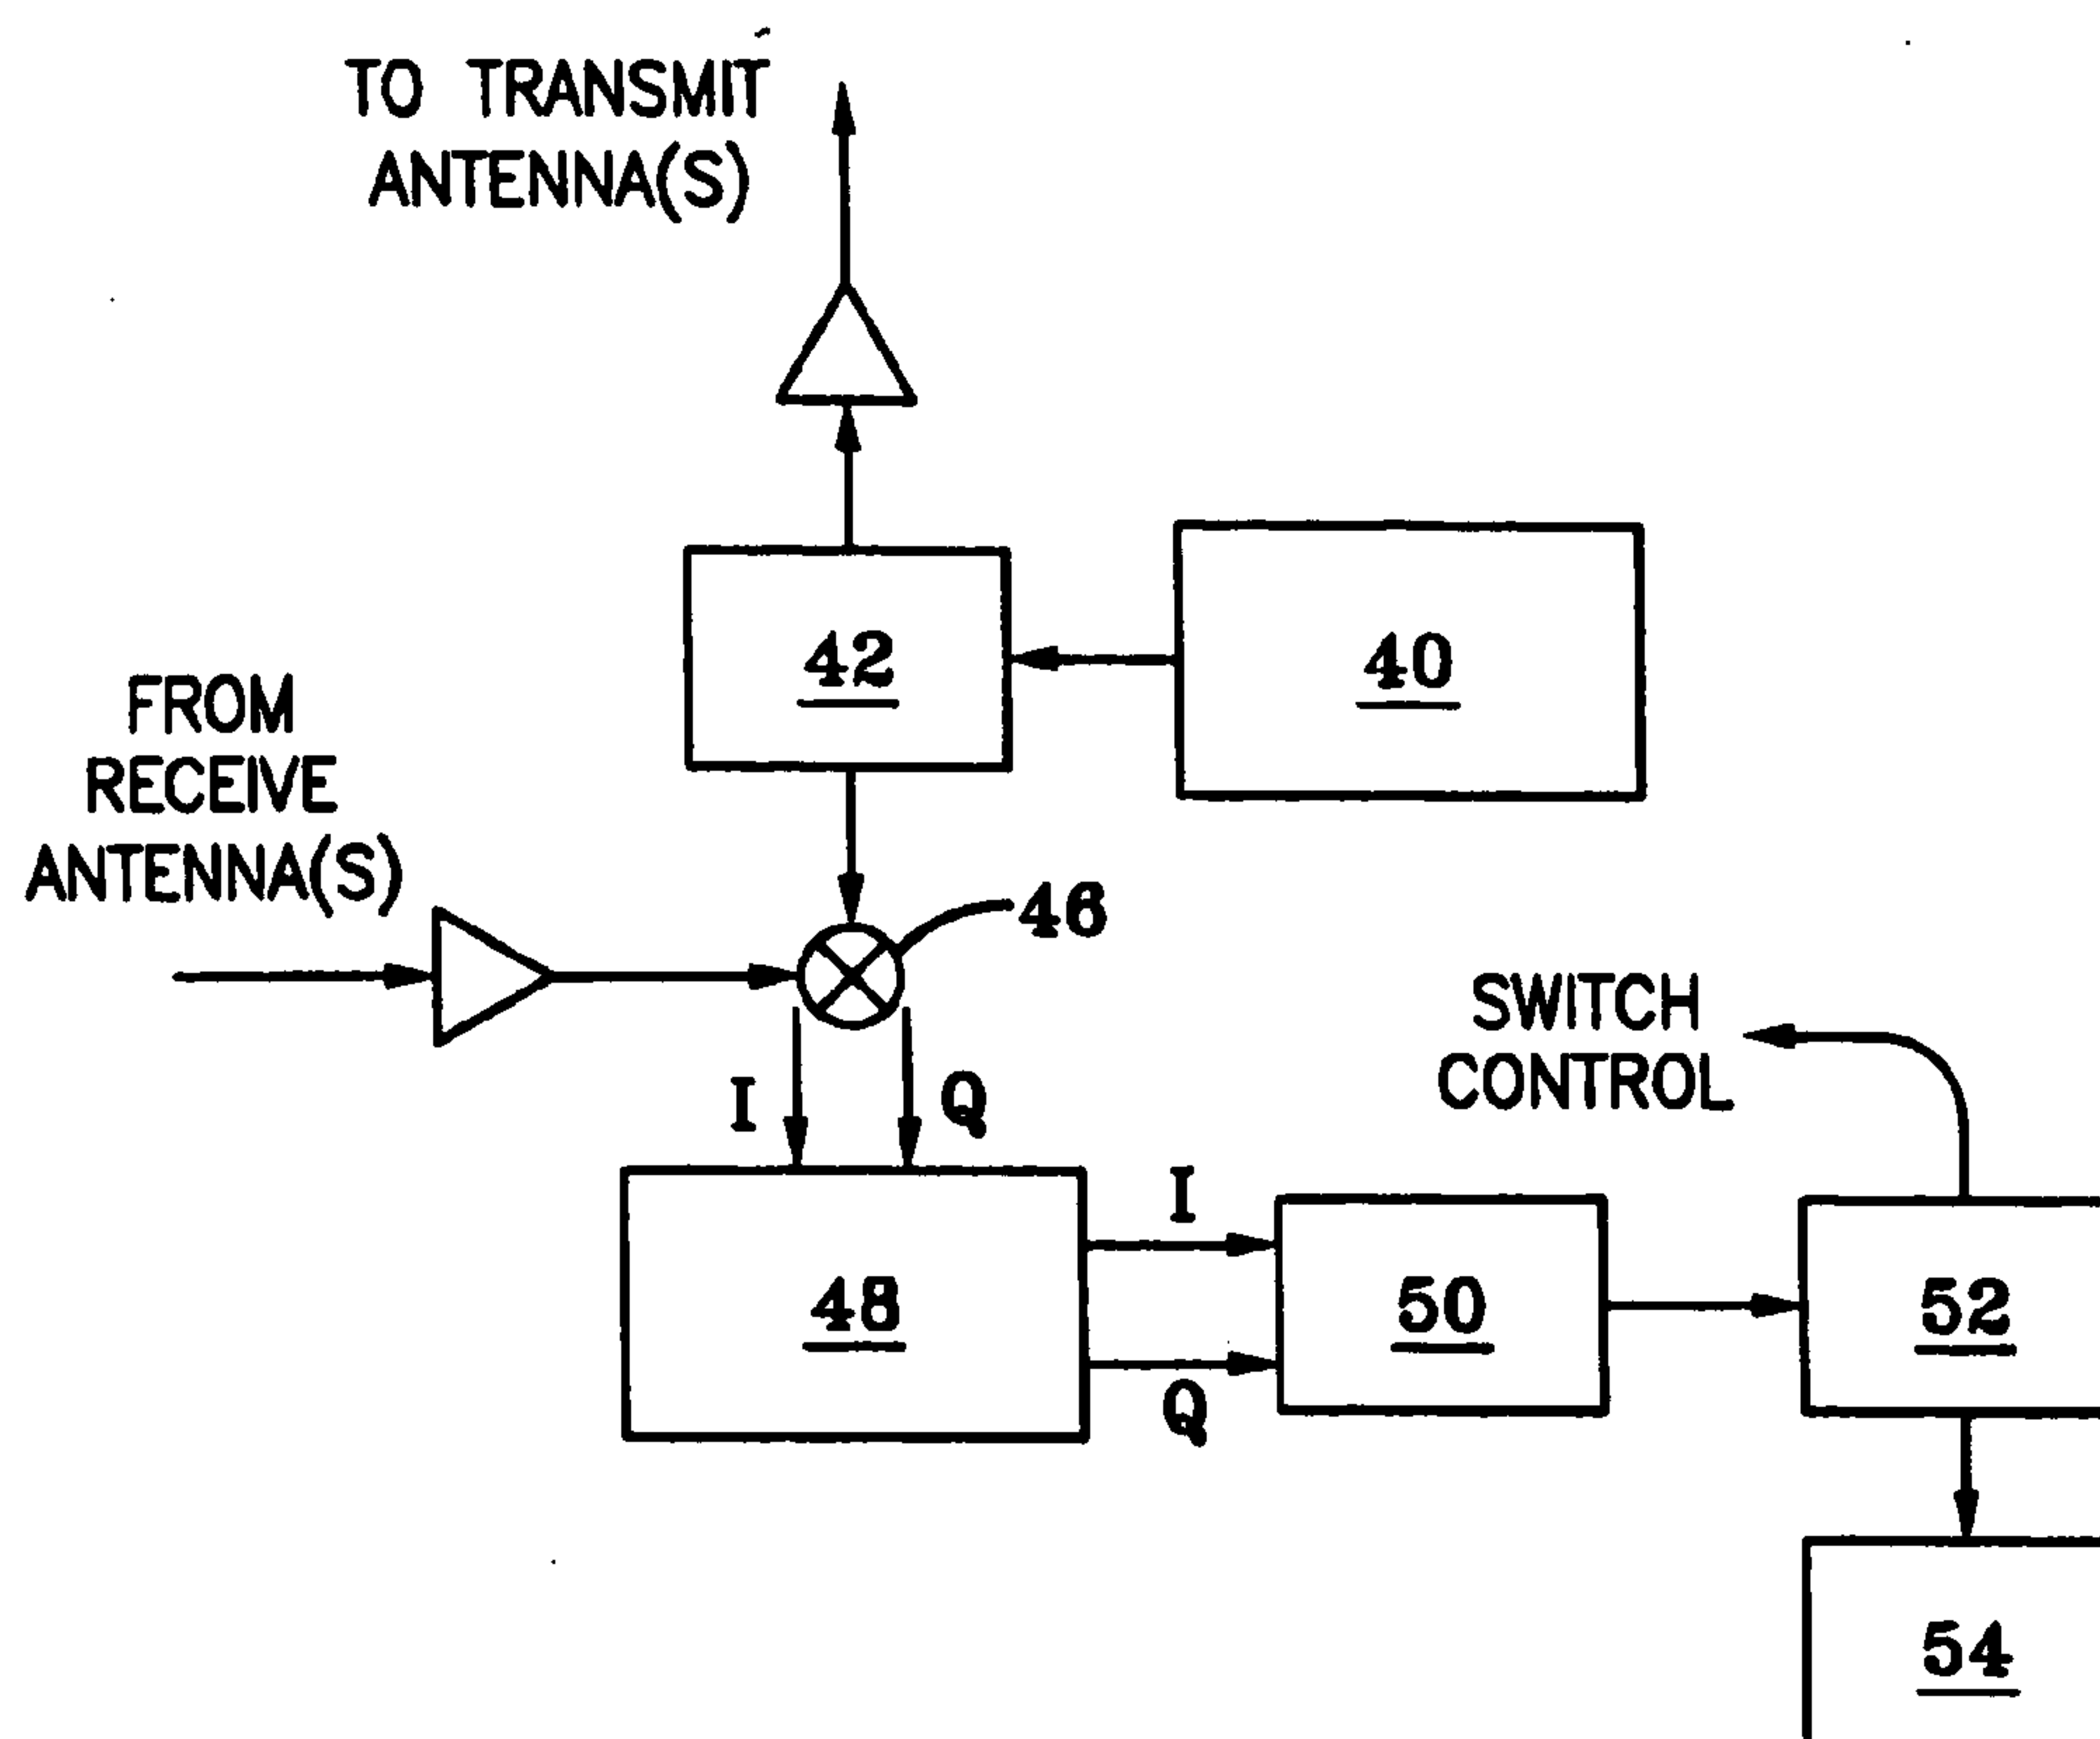 TO TRANSMIT
ANTENNA(S)
42
40
FROM
RECEIVE
ANTENNA(S)
46
SWITCH
CONTROL
I
Q
I
48
50
52
Q
54